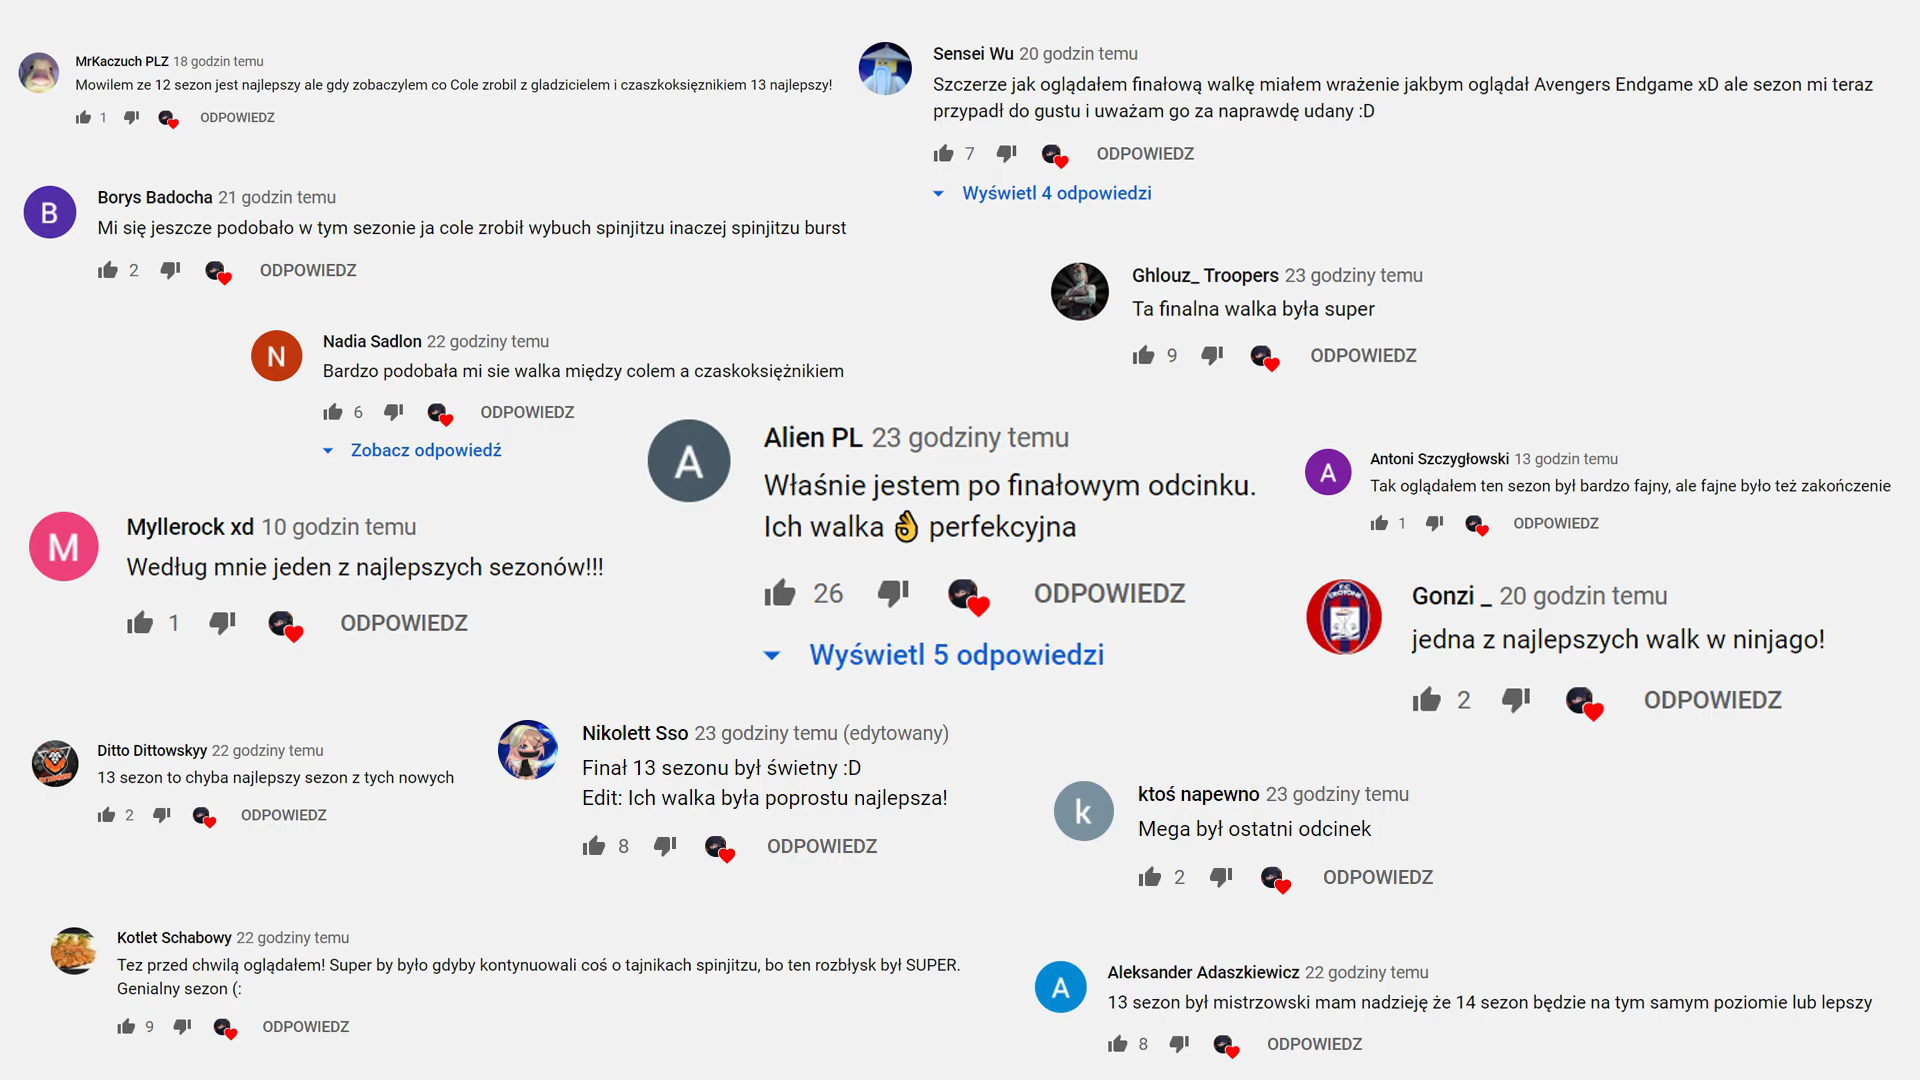 MrKaczuch PLZ 18 godzin temu
Mowilem ze 12 sezon jest najlepszy ale gdy zobaczylem co Cole zrobil z gladzicielem i czaszkoksięznikiem 13 najlepszy!
1 ODPOWIEDZ
Sensei Wu 20 godzin temu
Szczerze jak oglądałem finałową walkę miałem wrażenie jakbym oglądał Avengers Endgame xD ale sezon mi teraz
przypadł do gustu i uważam go za naprawdę udany :D
7 ODPOWIEDZ
Wyświetl 4 odpowiedzi
B
Borys Badocha 21 godzin temu
Mi się jeszcze podobało w tym sezonie ja cole zrobił wybuch spinjitzu inaczej spinjitzu burst
2 ODPOWIEDZ
Ghlouz_ Troopers 23 godziny temu
Ta finalna walka była super
9 ODPOWIEDZ
N
Nadia Sadlon 22 godziny temu
Bardzo podobała mi sie walka między colem a czaskoksiężnikiem
6 ODPOWIEDZ
Zobacz odpowiedź
A
Alien PL 23 godziny temu
Właśnie jestem po finałowym odcinku.
Ich walka 👌 perfekcyjna
26 ODPOWIEDZ
Wyświetl 5 odpowiedzi
A
Antoni Szczygłowski 13 godzin temu
Tak oglądałem ten sezon był bardzo fajny, ale fajne było też zakończenie
1 ODPOWIEDZ
M
Myllerock xd 10 godzin temu
Według mnie jeden z najlepszych sezonów!!!
1 ODPOWIEDZ
Gonzi _ 20 godzin temu
jedna z najlepszych walk w ninjago!
2 ODPOWIEDZ
Ditto Dittowskyy 22 godziny temu
13 sezon to chyba najlepszy sezon z tych nowych
2 ODPOWIEDZ
Nikolett Sso 23 godziny temu (edytowany)
Finał 13 sezonu był świetny :D
Edit: Ich walka była poprostu najlepsza!
8 ODPOWIEDZ
k
ktoś napewno 23 godziny temu
Mega był ostatni odcinek
2 ODPOWIEDZ
Kotlet Schabowy 22 godziny temu
Tez przed chwilą oglądałem! Super by było gdyby kontynuowali coś o tajnikach spinjitzu, bo ten rozbłysk był SUPER.
Genialny sezon (:
9 ODPOWIEDZ
A
Aleksander Adaszkiewicz 22 godziny temu
13 sezon był mistrzowski mam nadzieję że 14 sezon będzie na tym samym poziomie lub lepszy
8 ODPOWIEDZ